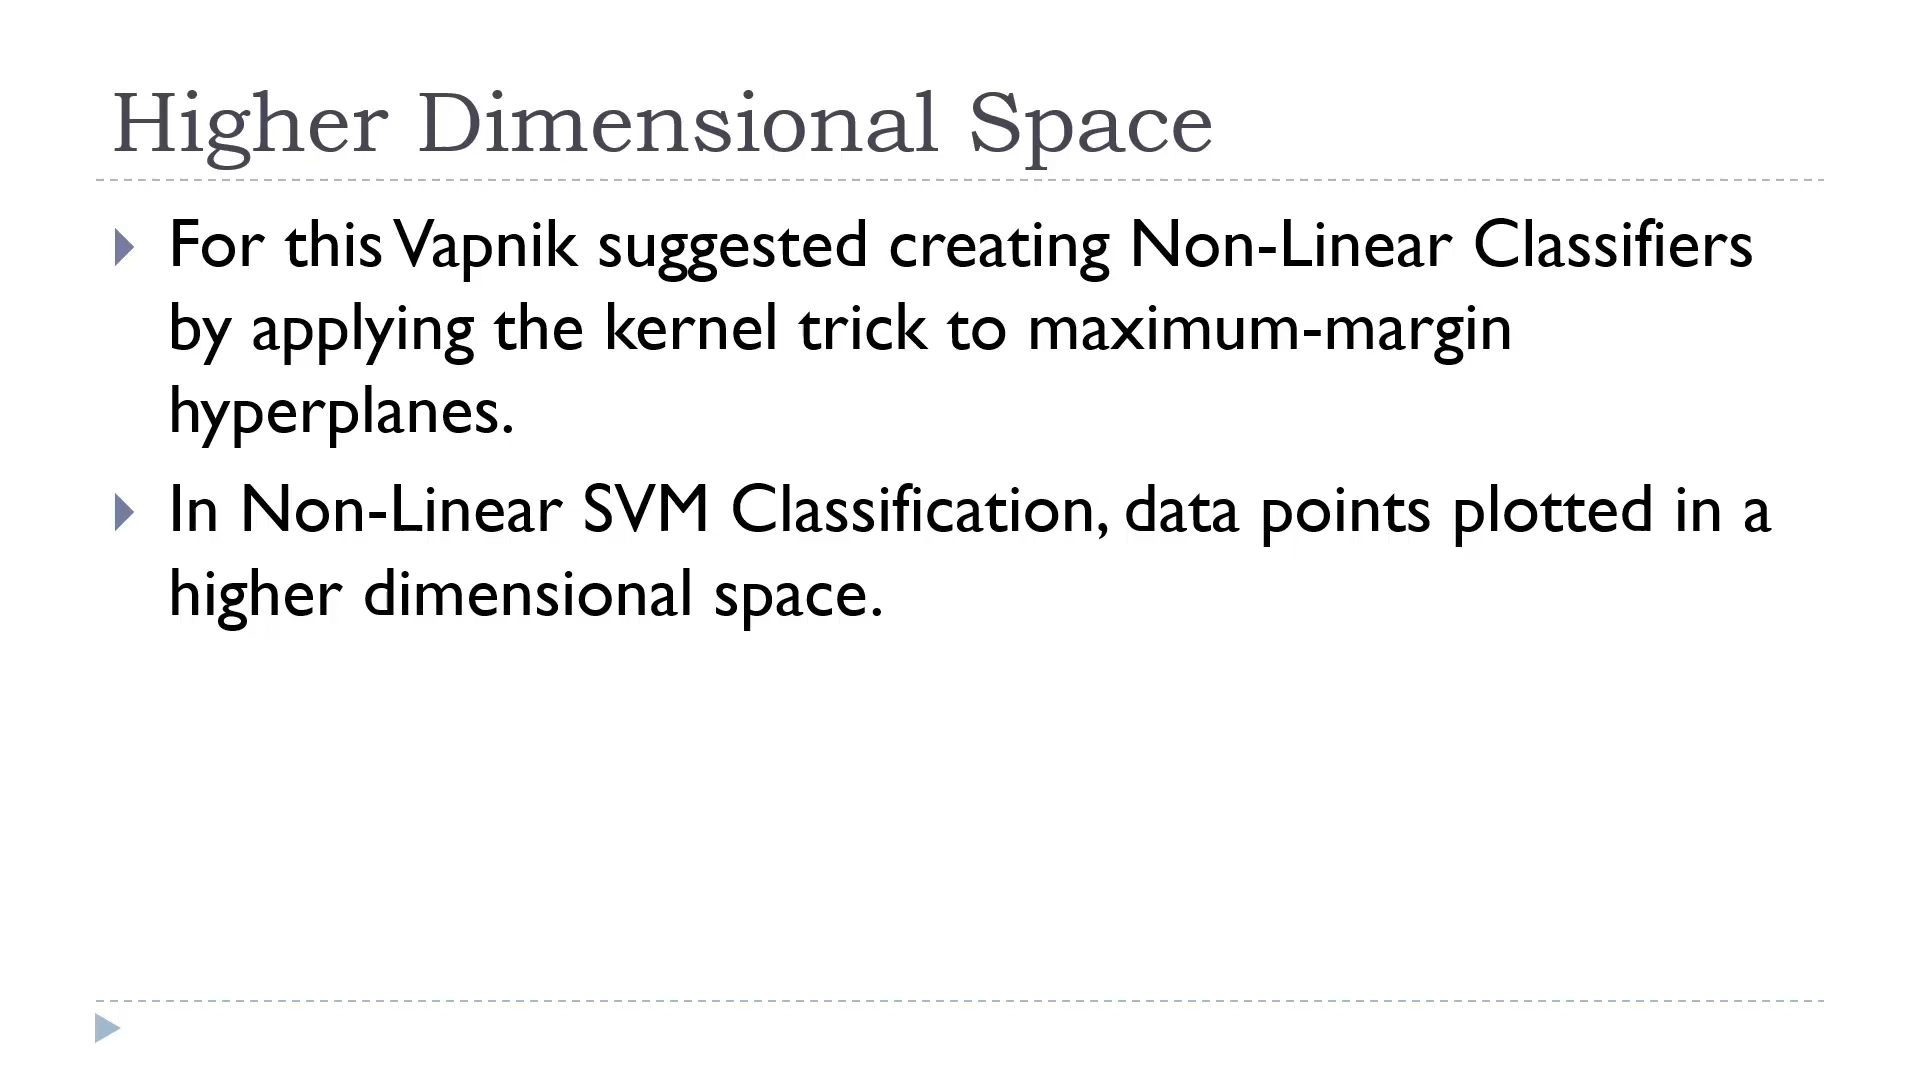 Higher Dimensional Space
For this Vapnik suggested creating Non-Linear Classifiers
by applying the kernel trick to maximum-margin
hyperplanes.
In Non-Linear SVM Classification, data points plotted in a
higher dimensional space.